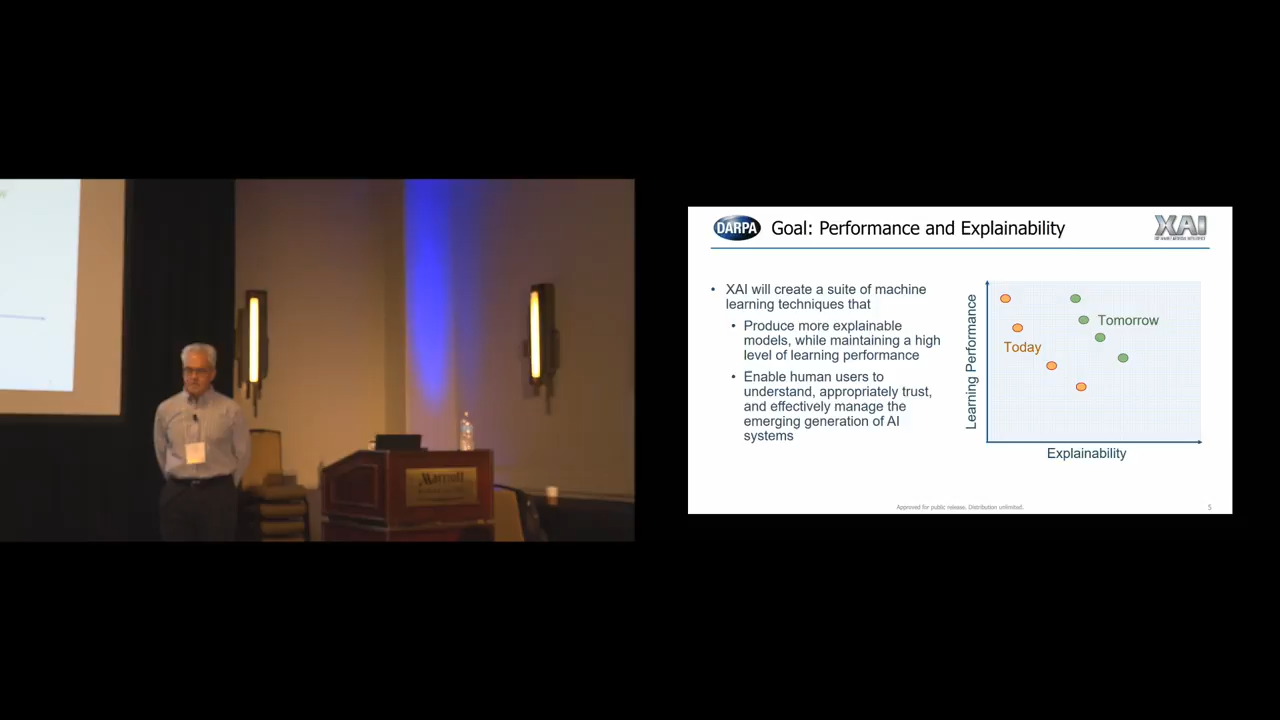 Marriott
DARPA
Goal: Performance and Explainability
XAI
• XAI will create a suite of machine
learning techniques that
• Produce more explainable
models, while maintaining a high
level of learning performance
• Enable human users to
understand, appropriately trust,
and effectively manage the
emerging generation of AI
systems
Learning Performance
Today
Tomorrow
Explainability
Approved for public release. Distribution unlimited.
5